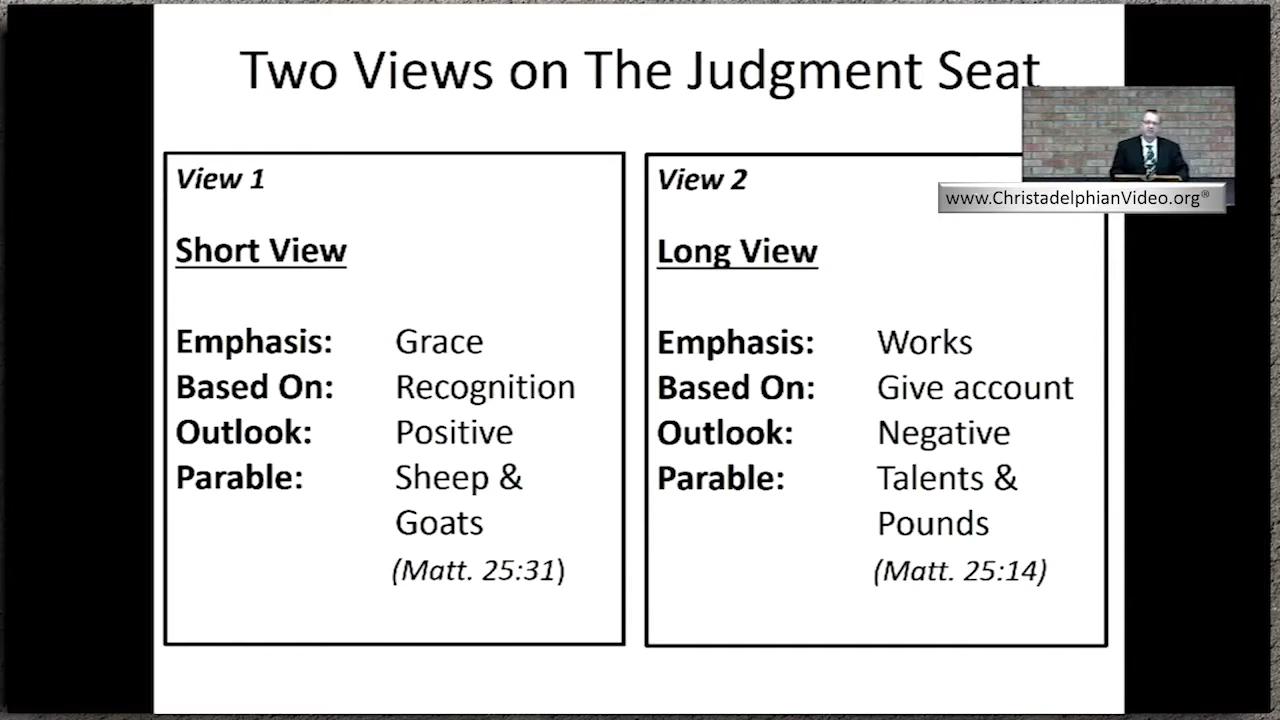 Two Views on The Judgment Seat
www.ChristadelphianVideo.org®
View 1
Short View
Emphasis: Grace
Based On: Recognition
Outlook: Positive
Parable: Sheep &
Goats
(Matt. 25:31)
View 2
Long View
Emphasis: Works
Based On: Give account
Outlook: Negative
Parable: Talents &
Pounds
(Matt. 25:14)